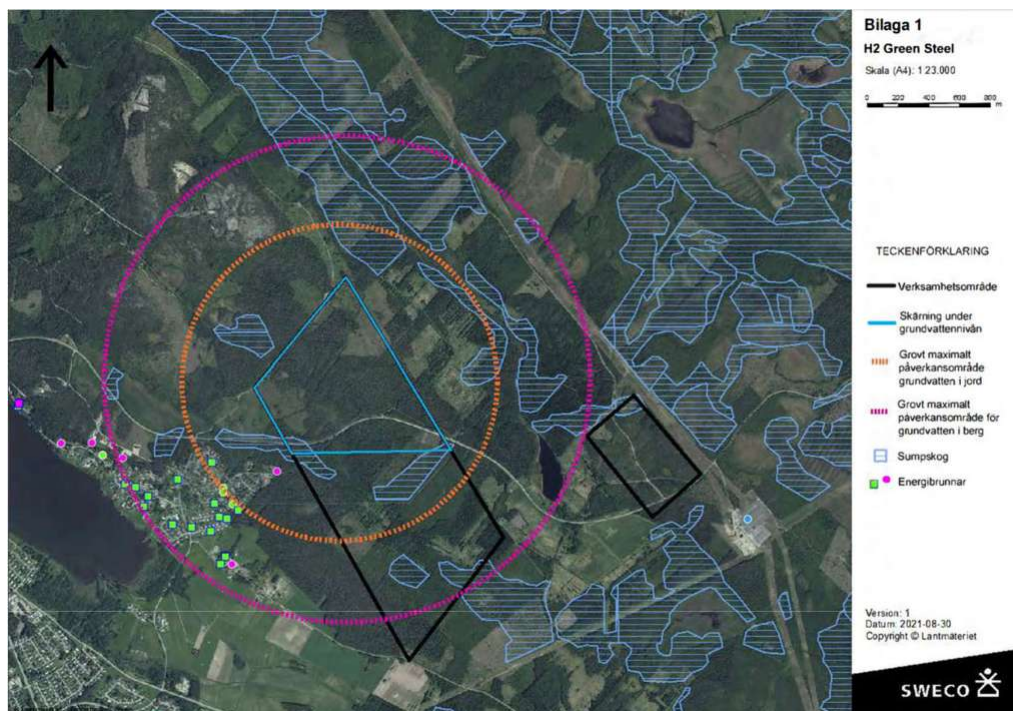 Bilaga 1
H2 Green Steel
Skala (A4): 1:23.000
0 200 400 600 800
m
TECKENFÖRKLARING
Verksamhetsområde
Skärning under
grundvattennivån
Grovt maximalt
påverkansområde
grundvatten i jord
Grovt maximalt
påverkansområde för
grundvatten i berg
Sumpskog
Energibrunnar
Version: 1
Datum: 2021-08-30
Copyright © Lantmäteriet
SWECO